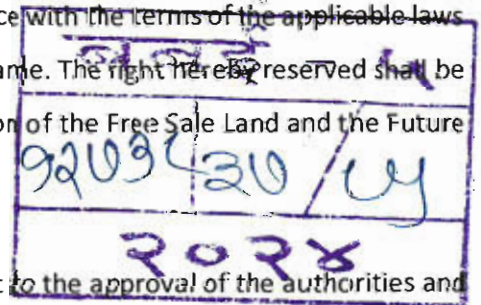 ce with the terms of the applicable laws
ame. The right hereby reserved shall be
on of the Free Sale Land and the Future
२०२४
t to the approval of the authorities and